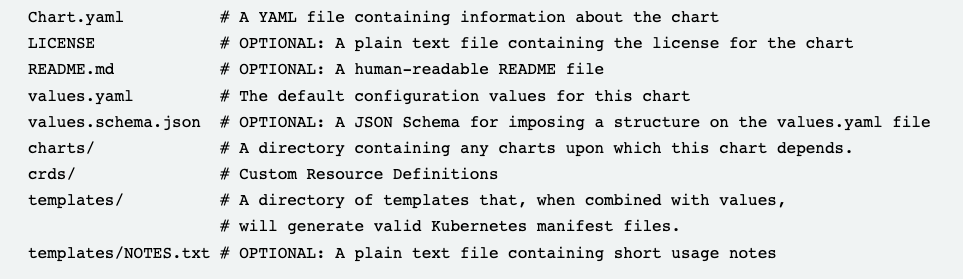 Chart.yaml          # A YAML file containing information about the chart
LICENSE             # OPTIONAL: A plain text file containing the license for the chart
README.md           # OPTIONAL: A human-readable README file
values.yaml         # The default configuration values for this chart
values.schema.json  # OPTIONAL: A JSON Schema for imposing a structure on the values.yaml file
charts/             # A directory containing any charts upon which this chart depends.
crds/               # Custom Resource Definitions
templates/          # A directory of templates that, when combined with values,
                    # will generate valid Kubernetes manifest files.
templates/NOTES.txt # OPTIONAL: A plain text file containing short usage notes